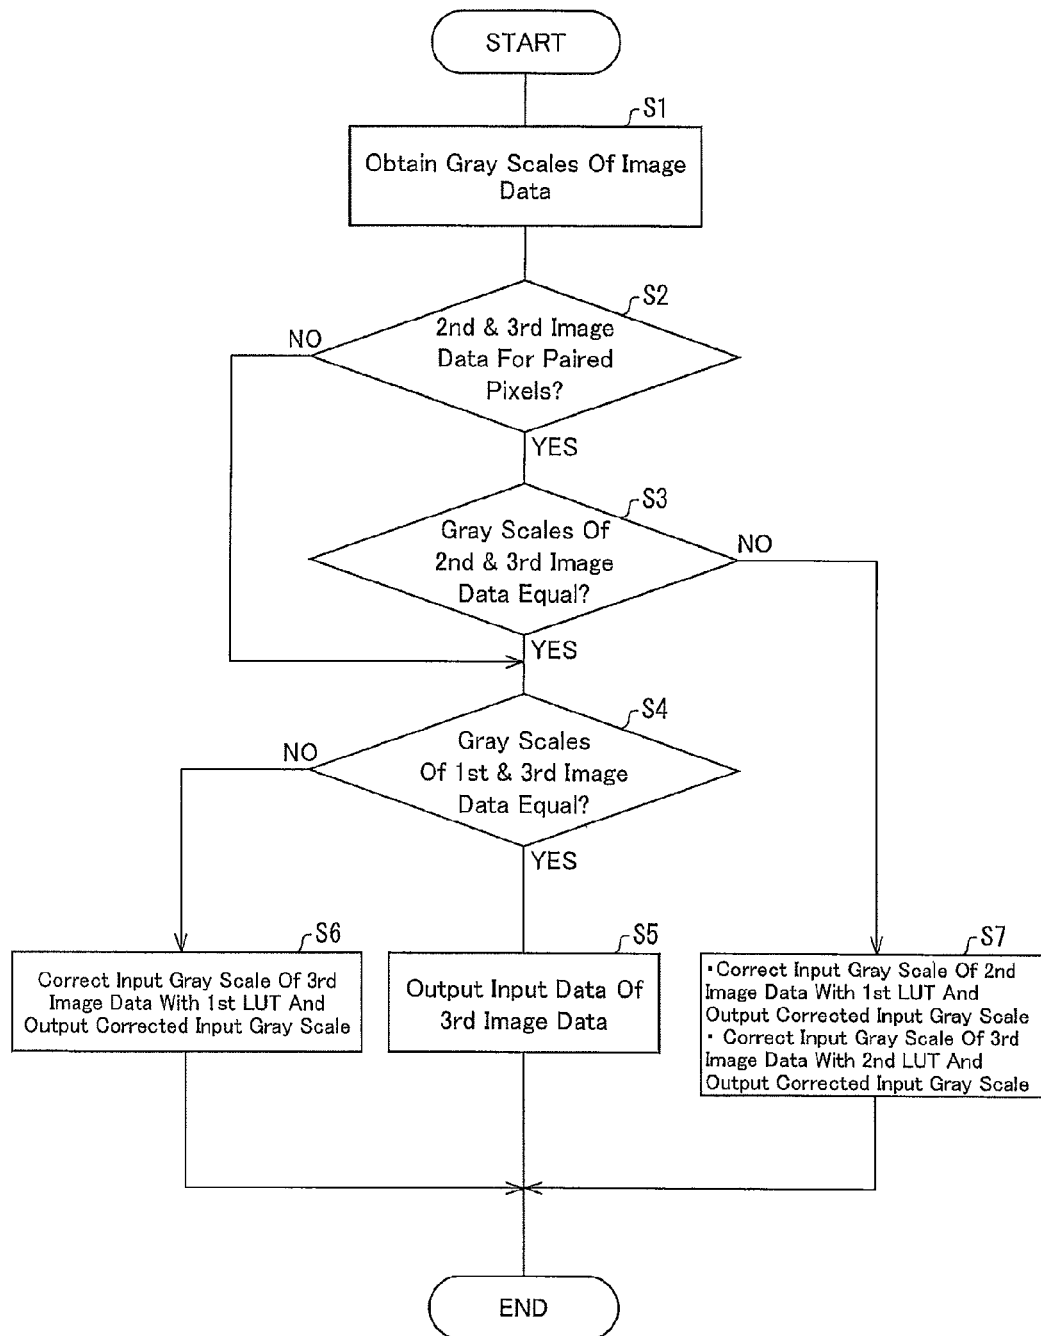 START
S1
Obtain Gray Scales Of Image
Data
S2
NO
2nd & 3rd Image
Data For Paired
Pixels?
YES
S3
Gray Scales Of
2nd & 3rd Image
Data Equal?
NO
YES
S4
NO
Gray Scales
Of 1st & 3rd Image
Data Equal?
YES
S6
Correct Input Gray Scale Of 3rd
Image Data With 1st LUT And
Output Corrected Input Gray Scale
S5
Output Input Data Of
3rd Image Data
S7
・Correct Input Gray Scale Of 2nd
Image Data With 1st LUT And
Output Corrected Input Gray Scale
・ Correct Input Gray Scale Of 3rd
Image Data With 2nd LUT And
Output Corrected Input Gray Scale
END